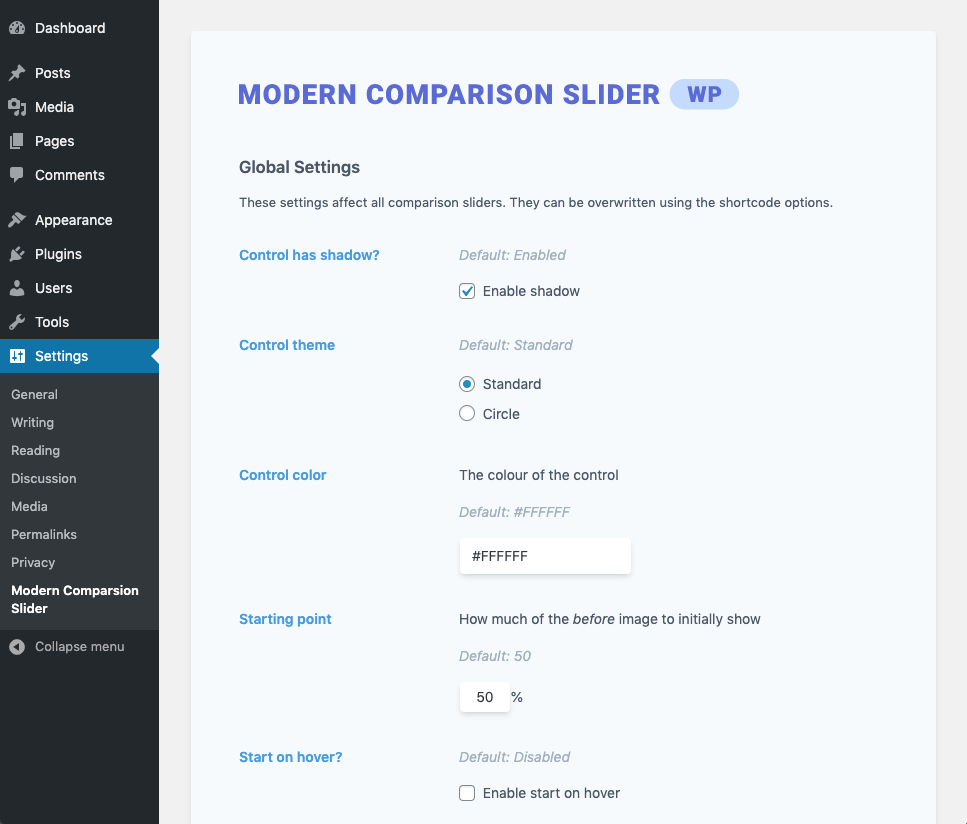 Dashboard
Posts
Media
Pages
Comments
Appearance
Plugins
Users
Tools
Settings
General
Writing
Reading
Discussion
Media
Permalinks
Privacy
Modern Comparsion
Slider
Collapse menu
MODERN COMPARISON SLIDER WP
Global Settings
These settings affect all comparison sliders. They can be overwritten using the shortcode options.
Control has shadow?
Default: Enabled
Enable shadow
Control theme
Default: Standard
Standard
Circle
Control color
The colour of the control
Default: #FFFFFF
#FFFFFF
Starting point
How much of the before image to initially show
Default: 50
50 %
Start on hover?
Default: Disabled
Enable start on hover